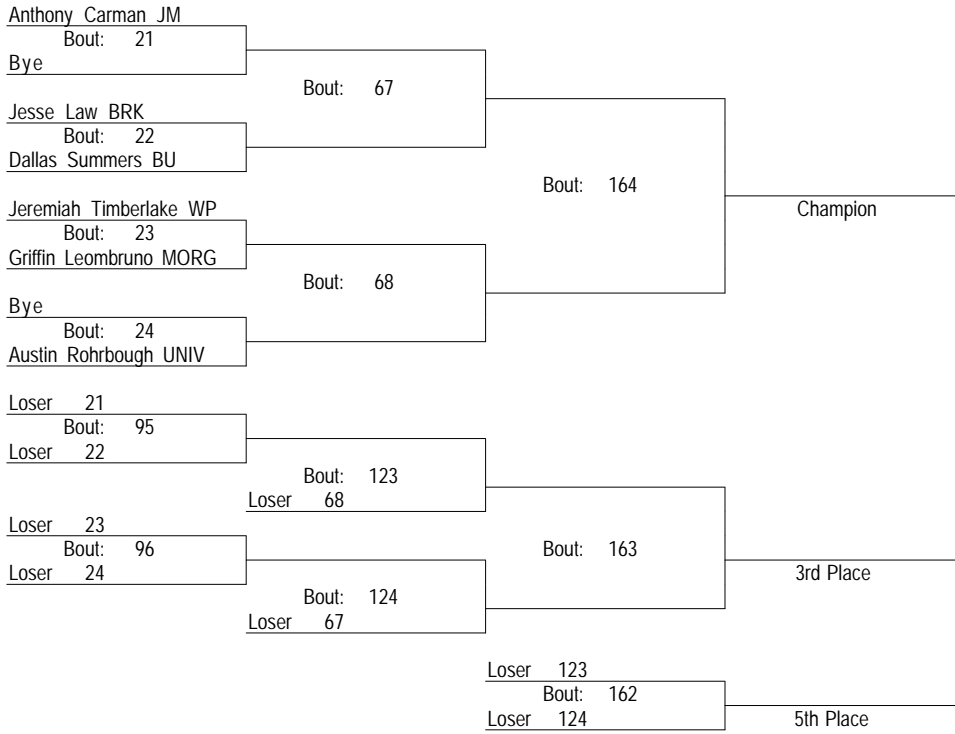 Anthony Carman JM
Bout: 21
Bye
Bout: 67
Jesse Law BRK
Bout: 22
Dallas Summers BU
Bout: 164
Champion
Jeremiah Timberlake WP
Bout: 23
Griffin Leombruno MORG
Bout: 68
Bye
Bout: 24
Austin Rohrbough UNIV
Loser 21
Bout: 95
Loser 22
Bout: 123
Loser 68
Loser 23
Bout: 96
Loser 24
Bout: 163
3rd Place
Bout: 124
Loser 67
Loser 123
Bout: 162
Loser 124
5th Place